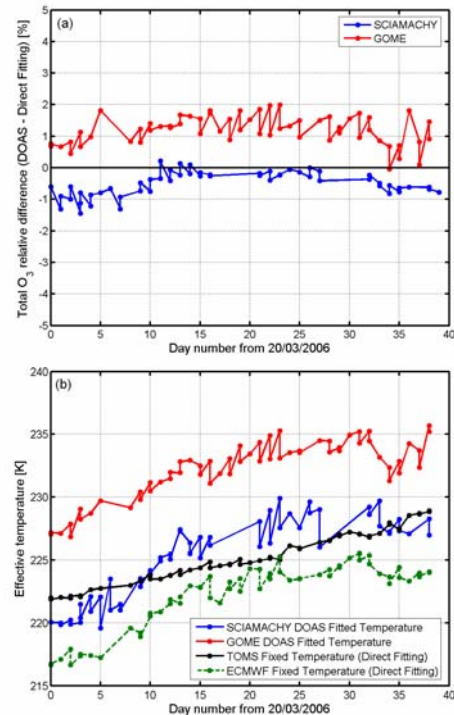 (a)
SCIAMACHY
GOME
5
4
3
2
1
0
-1
-2
-3
-4
-5
Total O3 relative difference (DOAS - Direct Fitting) [%]
0 5 10 15 20 25 30 35 40
Day number from 20/03/2006
(b)
240
235
230
225
220
215
Effective temperature [K]
SCIAMACHY DOAS Fitted Temperature
GOME DOAS Fitted Temperature
TOMS Fixed Temperature (Direct Fitting)
ECMWF Fixed Temperature (Direct Fitting)
0 5 10 15 20 25 30 35 40
Day number from 20/03/2006